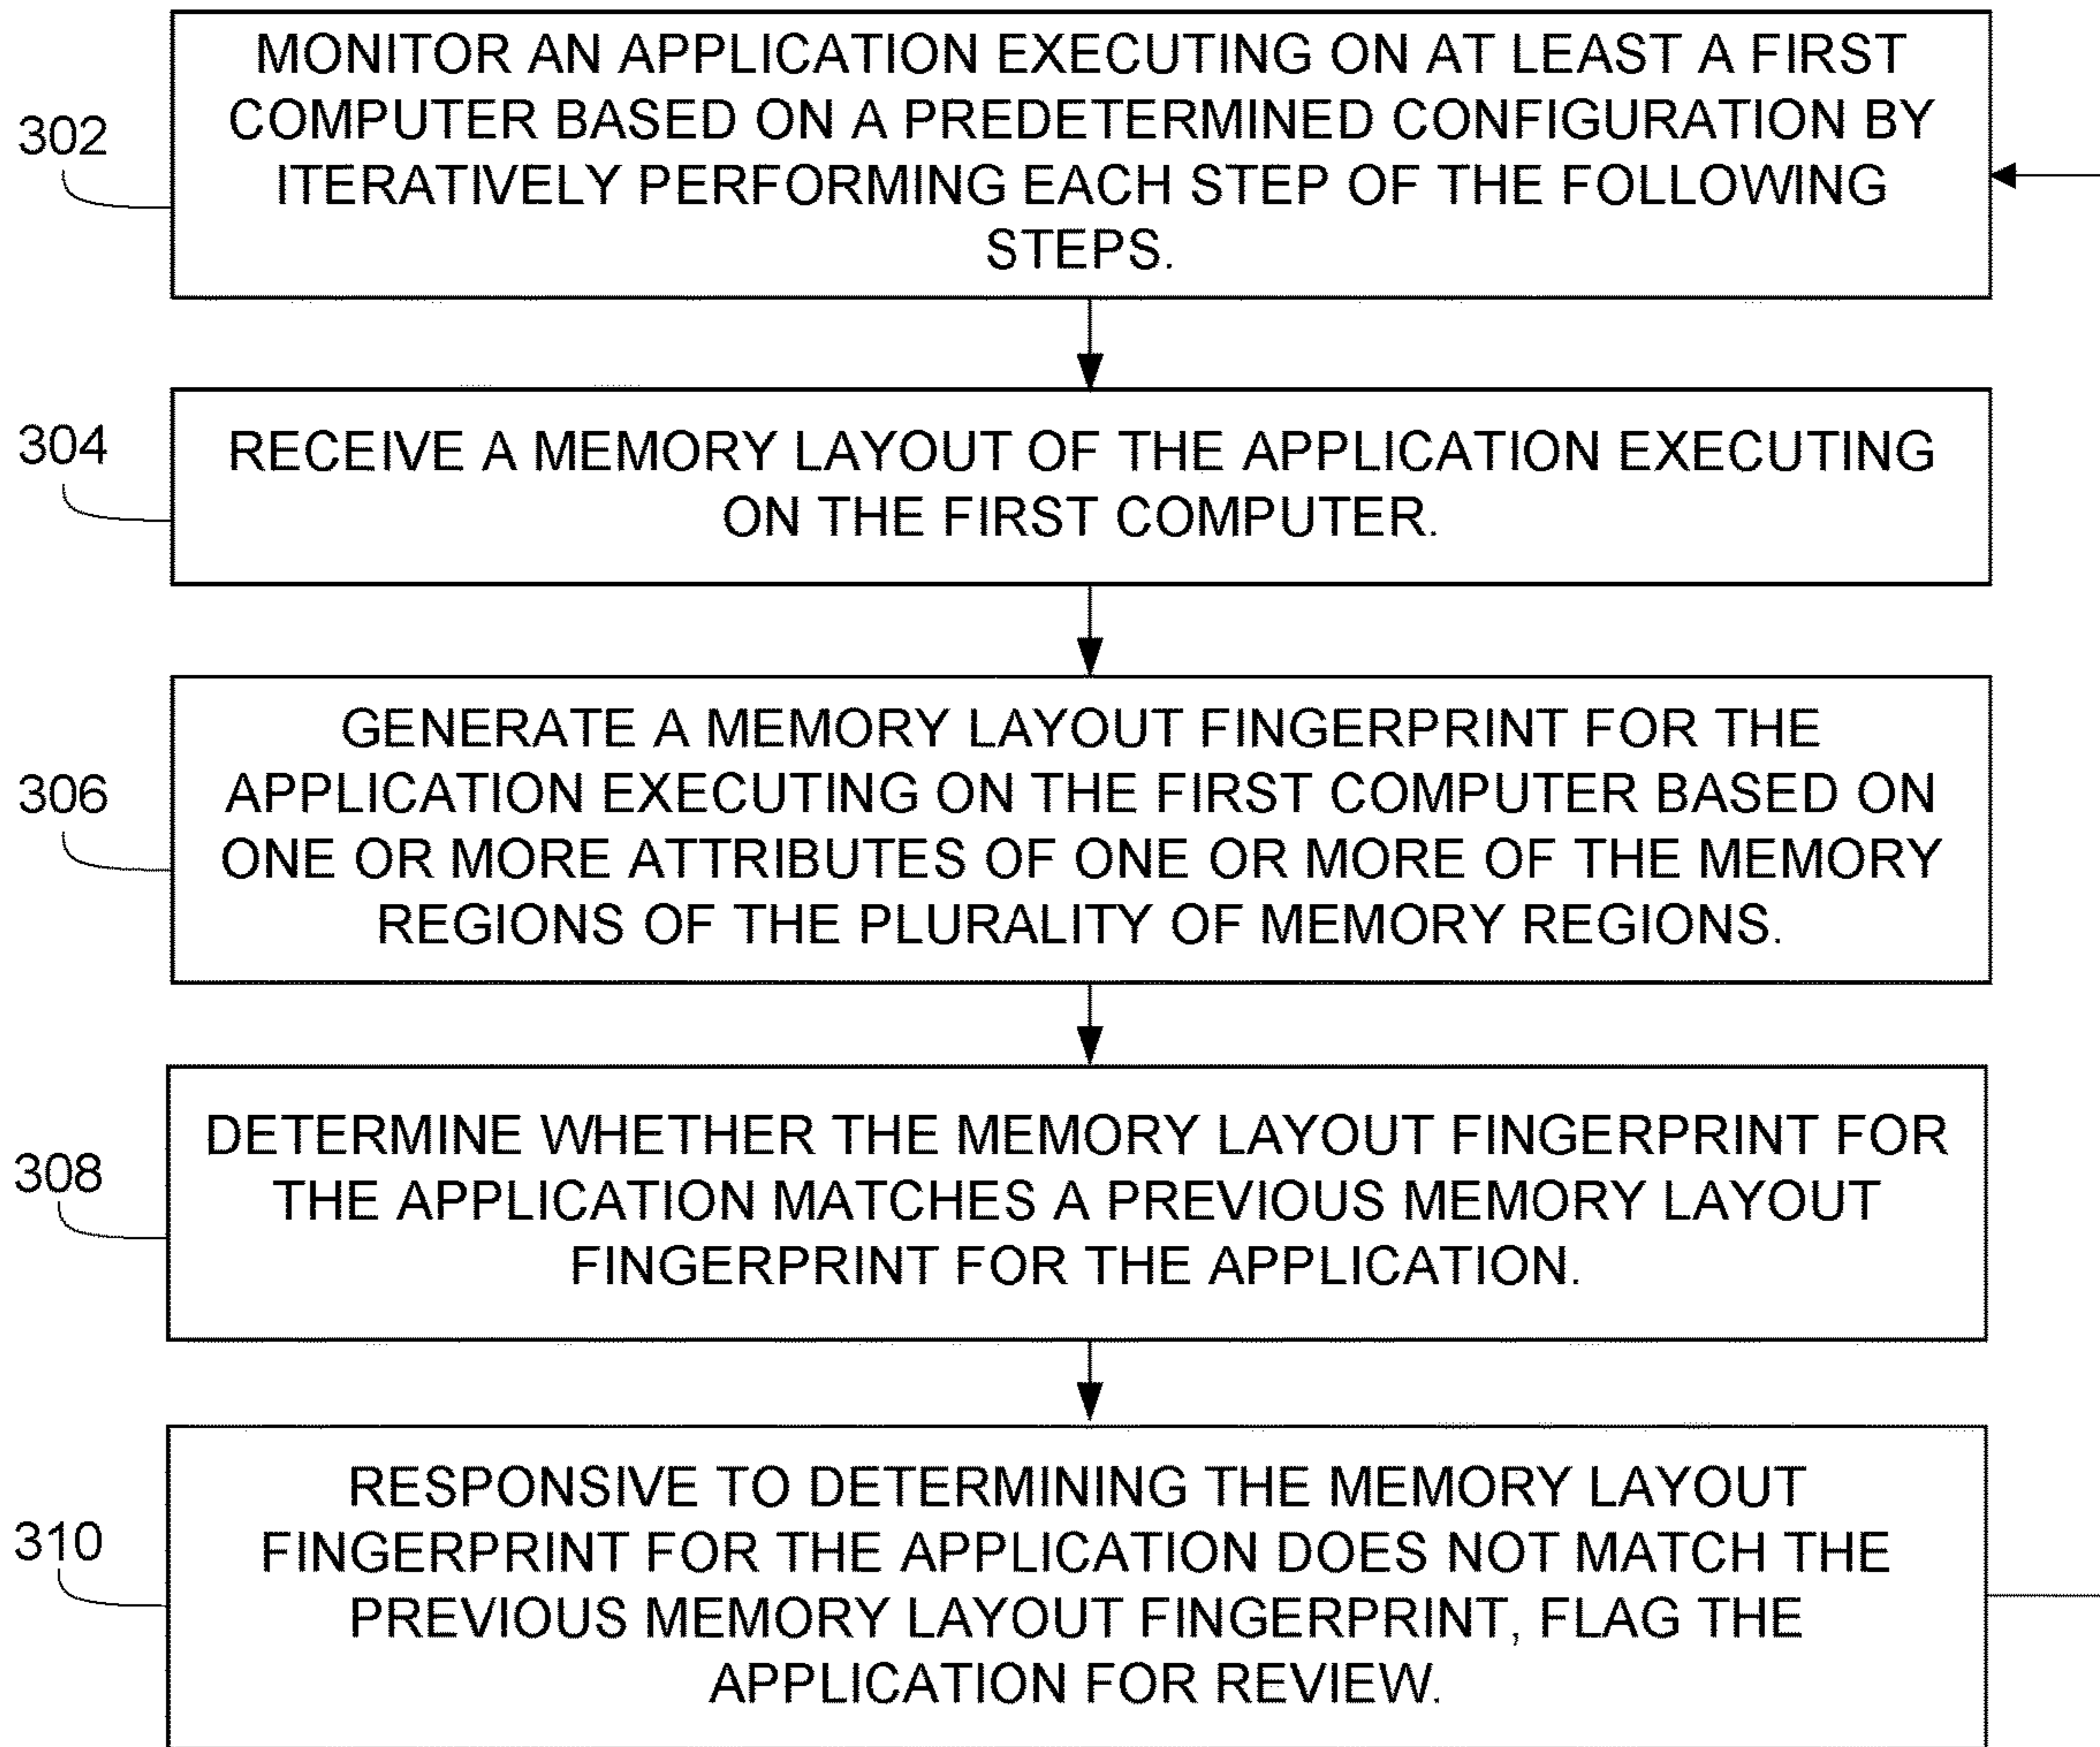 302
MONITOR AN APPLICATION EXECUTING ON AT LEAST A FIRST
COMPUTER BASED ON A PREDETERMINED CONFIGURATION BY
ITERATIVELY PERFORMING EACH STEP OF THE FOLLOWING
STEPS.
304
RECEIVE A MEMORY LAYOUT OF THE APPLICATION EXECUTING
ON THE FIRST COMPUTER.
306
GENERATE A MEMORY LAYOUT FINGERPRINT FOR THE
APPLICATION EXECUTING ON THE FIRST COMPUTER BASED ON
ONE OR MORE ATTRIBUTES OF ONE OR MORE OF THE MEMORY
REGIONS OF THE PLURALITY OF MEMORY REGIONS.
308
DETERMINE WHETHER THE MEMORY LAYOUT FINGERPRINT FOR
THE APPLICATION MATCHES A PREVIOUS MEMORY LAYOUT
FINGERPRINT FOR THE APPLICATION.
310
RESPONSIVE TO DETERMINING THE MEMORY LAYOUT
FINGERPRINT FOR THE APPLICATION DOES NOT MATCH THE
PREVIOUS MEMORY LAYOUT FINGERPRINT, FLAG THE
APPLICATION FOR REVIEW.